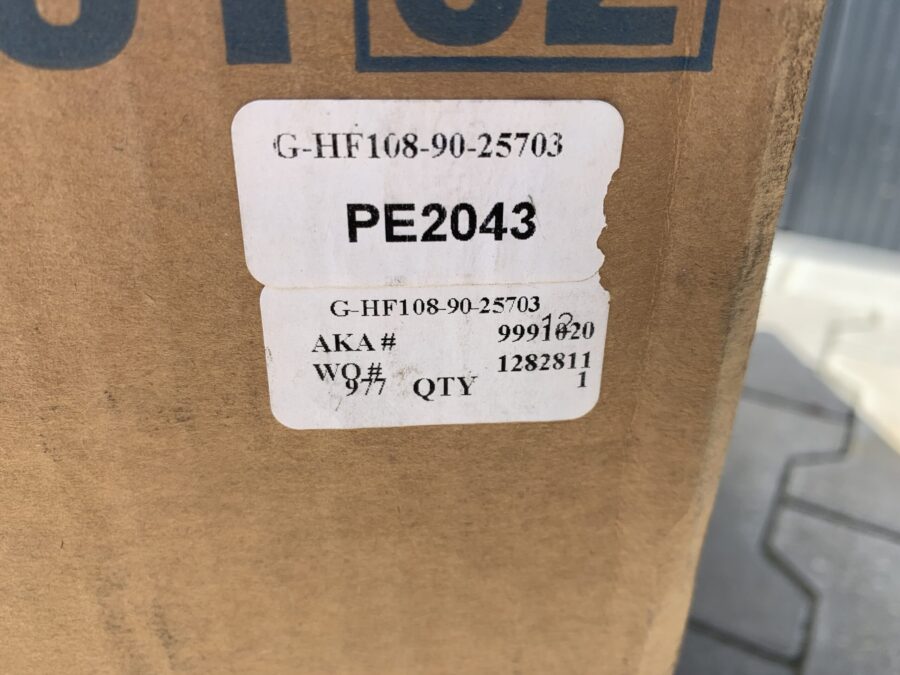 G-HF108-90-25703
PE2043
G-HF108-90-25703
12
AKA # 9991020
WO # 1282811
977 QTY 1